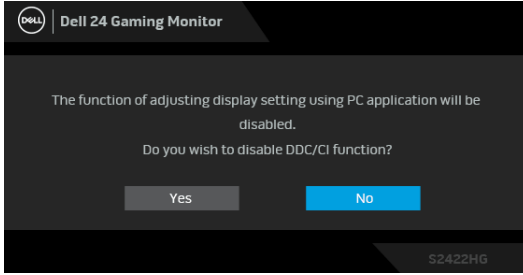 DELL
Dell 24 Gaming Monitor
The function of adjusting display setting using PC application will be
disabled.
Do you wish to disable DDC/CI function?
Yes No
S2422HG